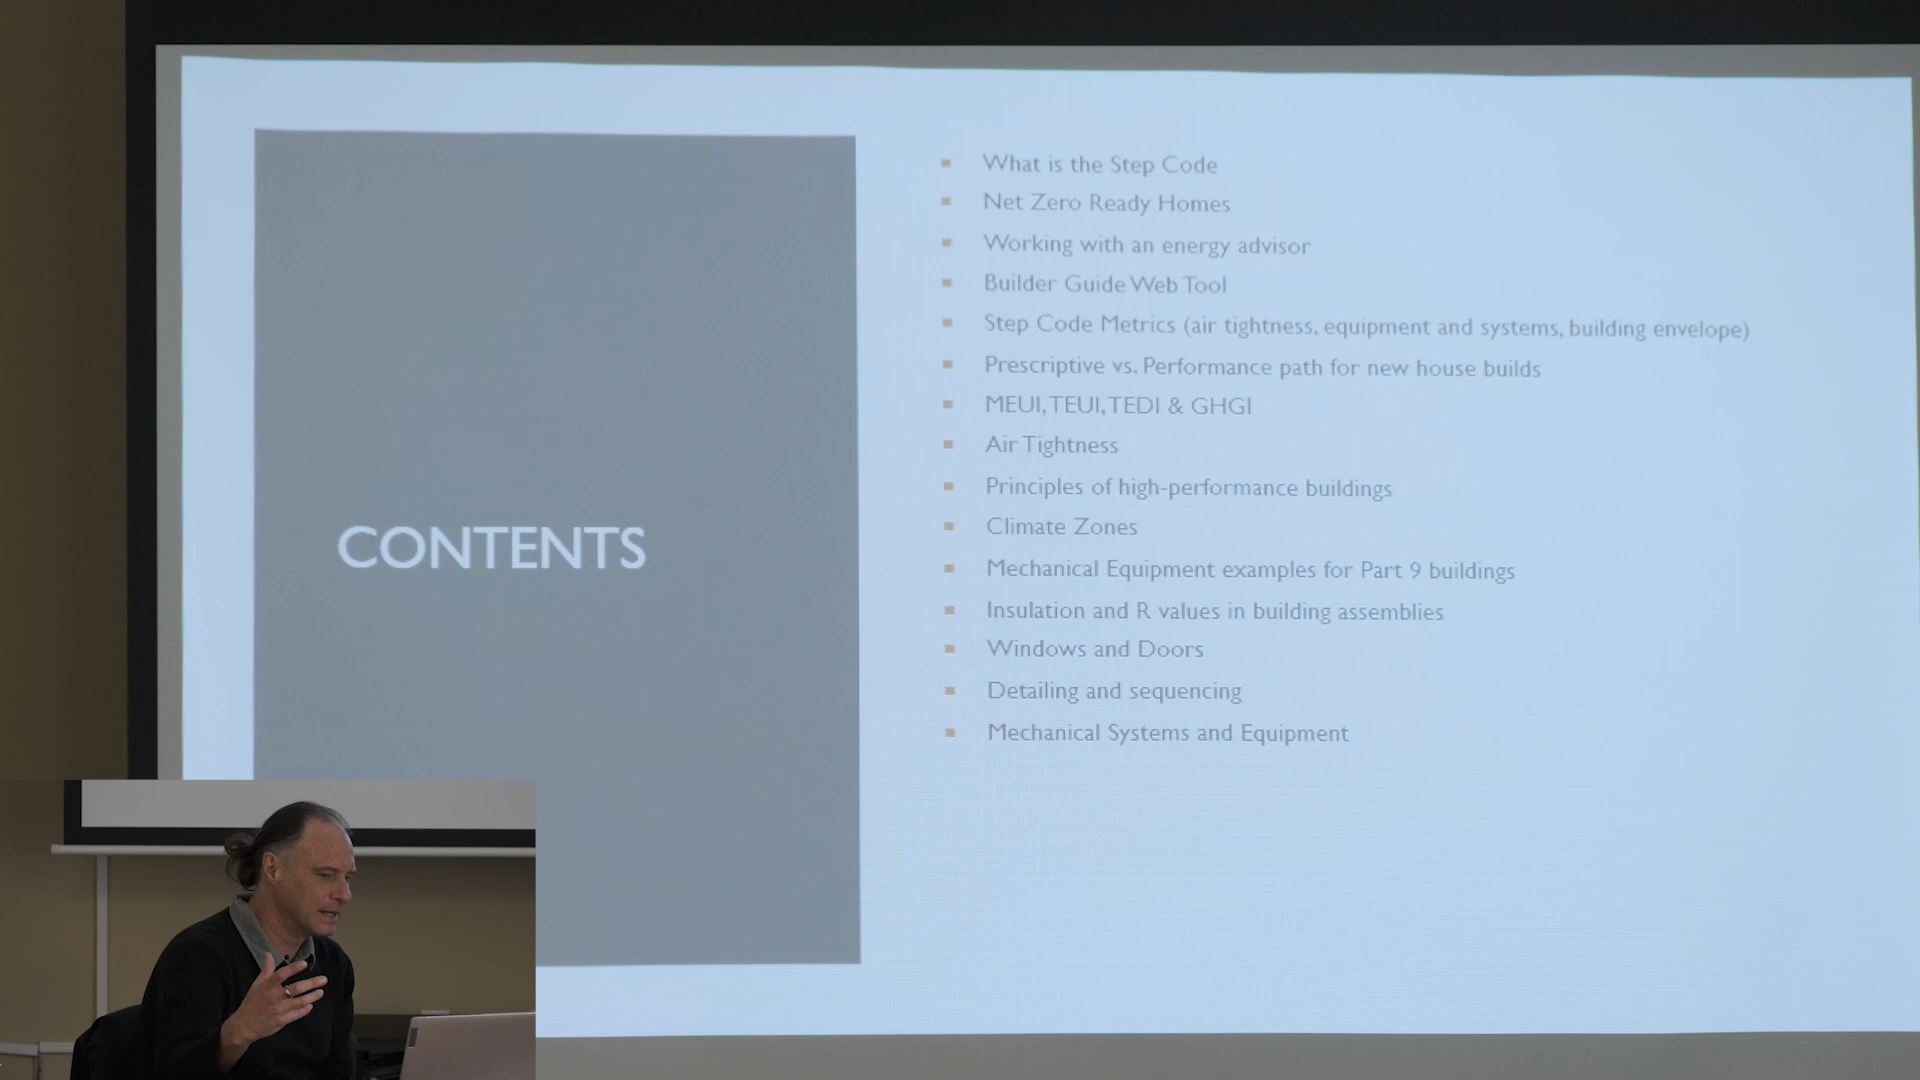 CONTENTS
What is the Step Code
Net Zero Ready Homes
Working with an energy advisor
Builder Guide Web Tool
Step Code Metrics (air tightness, equipment and systems, building envelope)
Prescriptive vs. Performance path for new house builds
MEUI, TEUI, TEDI & GHGI
Air Tightness
Principles of high-performance buildings
Climate Zones
Mechanical Equipment examples for Part 9 buildings
Insulation and R values in building assemblies
Windows and Doors
Detailing and sequencing
Mechanical Systems and Equipment